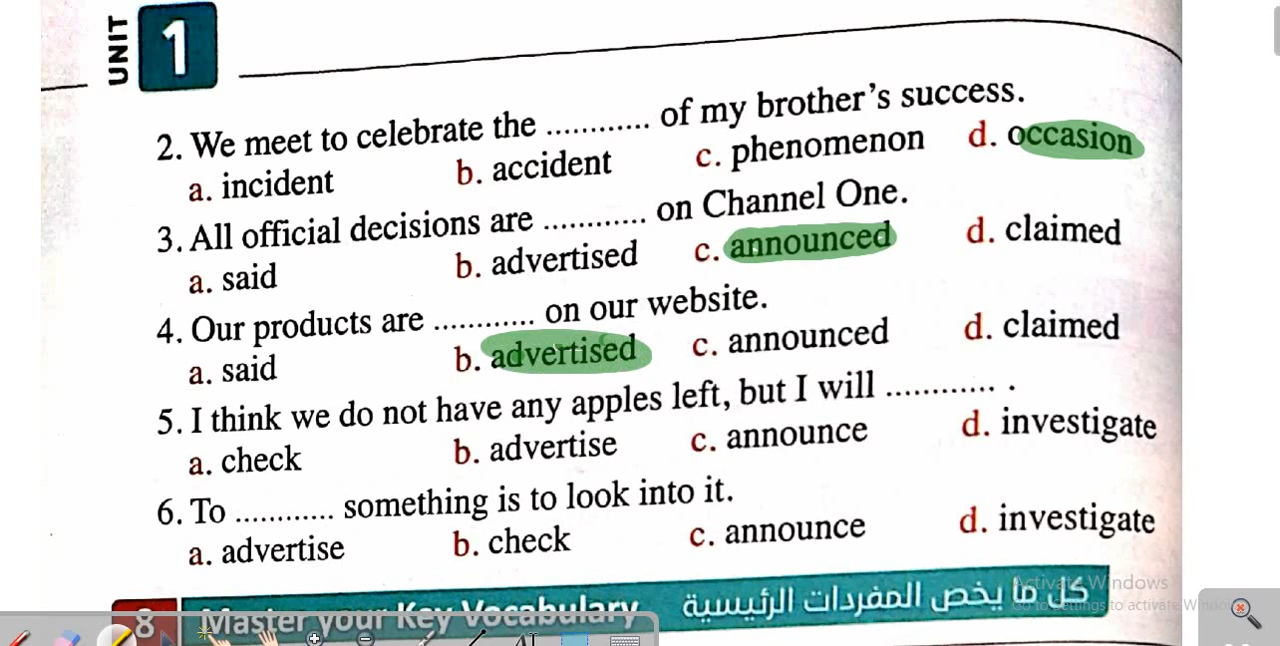 UNIT 1
2. We meet to celebrate the ............ of my brother's success.
a. incident b. accident c. phenomenon d. occasion
3. All official decisions are ............ on Channel One.
a. said b. advertised c. announced d. claimed
4. Our products are ............ on our website.
a. said b. advertised c. announced d. claimed
5. I think we do not have any apples left, but I will ............ .
a. check b. advertise c. announce d. investigate
6. To ............ something is to look into it.
a. advertise b. check c. announce d. investigate
Activate Windows
Go to Settings to activate Windows
8 Master your Key Vocabulary كل ما يخص المفردات الرئيسية